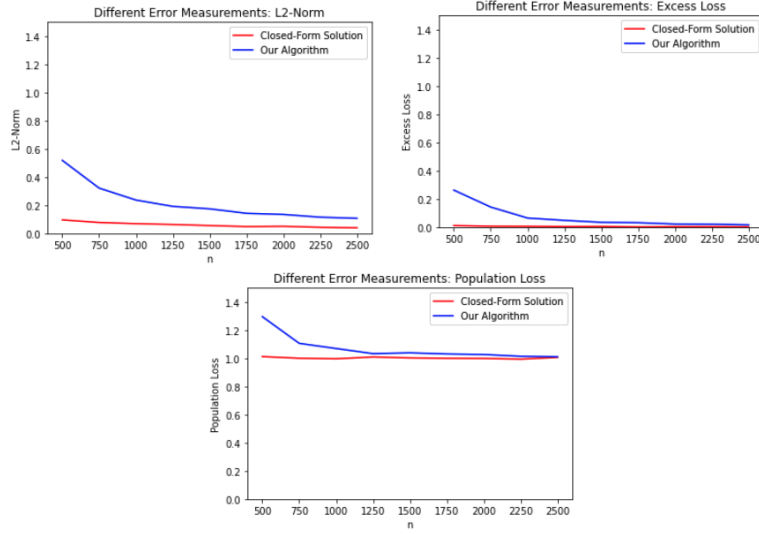 Different Error Measurements: L2-Norm
1.4
1.2
1.0
0.8
0.6
0.4
0.2
0.0
L2-Norm
Closed-Form Solution
Our Algorithm
500 750 1000 1250 1500 1750 2000 2250 2500
n
Different Error Measurements: Excess Loss
1.4
1.2
1.0
0.8
0.6
0.4
0.2
0.0
Excess Loss
Closed-Form Solution
Our Algorithm
500 750 1000 1250 1500 1750 2000 2250 2500
n
Different Error Measurements: Population Loss
1.4
1.2
1.0
0.8
0.6
0.4
0.2
0.0
Population Loss
Closed-Form Solution
Our Algorithm
500 750 1000 1250 1500 1750 2000 2250 2500
n